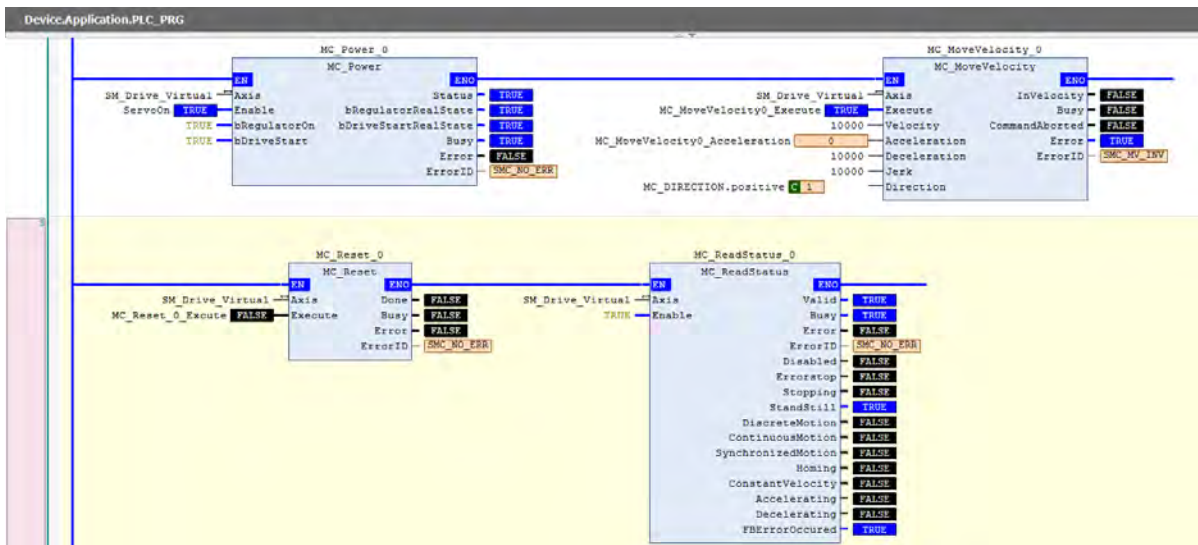 Device.Application.PLC_PRG
MC_Power_0
MC_Power
EN ENO
SM_Drive_Virtual Axis Status TRUE
ServoOn TRUE Enable bRegulatorRealState TRUE
TRUE bRegulatorOn bDriveStartRealState TRUE
TRUE bDriveStart Busy TRUE
Error FALSE
ErrorID SMC_NO_ERR
MC_MoveVelocity_0
MC_MoveVelocity
EN ENO
SM_Drive_Virtual Axis InVelocity FALSE
MC_MoveVelocity0_Execute TRUE Execute Busy FALSE
10000 Velocity CommandAborted FALSE
MC_MoveVelocity0_Acceleration 0 Acceleration Error TRUE
10000 Deceleration ErrorID SMC_MV_INV
10000 Jerk
MC_DIRECTION.positive C 1 Direction
3
MC_Reset_0
MC_Reset
EN ENO
SM_Drive_Virtual Axis Done FALSE
MC_Reset_0_Excute FALSE Execute Busy FALSE
Error FALSE
ErrorID SMC_NO_ERR
MC_ReadStatus_0
MC_ReadStatus
EN ENO
SM_Drive_Virtual Axis Valid TRUE
TRUE Enable Busy TRUE
Error FALSE
ErrorID SMC_NO_ERR
Disabled FALSE
Errorstop FALSE
Stopping FALSE
StandStill TRUE
DiscreteMotion FALSE
ContinuousMotion FALSE
SynchronizedMotion FALSE
Homing FALSE
ConstantVelocity FALSE
Accelerating FALSE
Decelerating FALSE
FBErrorOccured TRUE